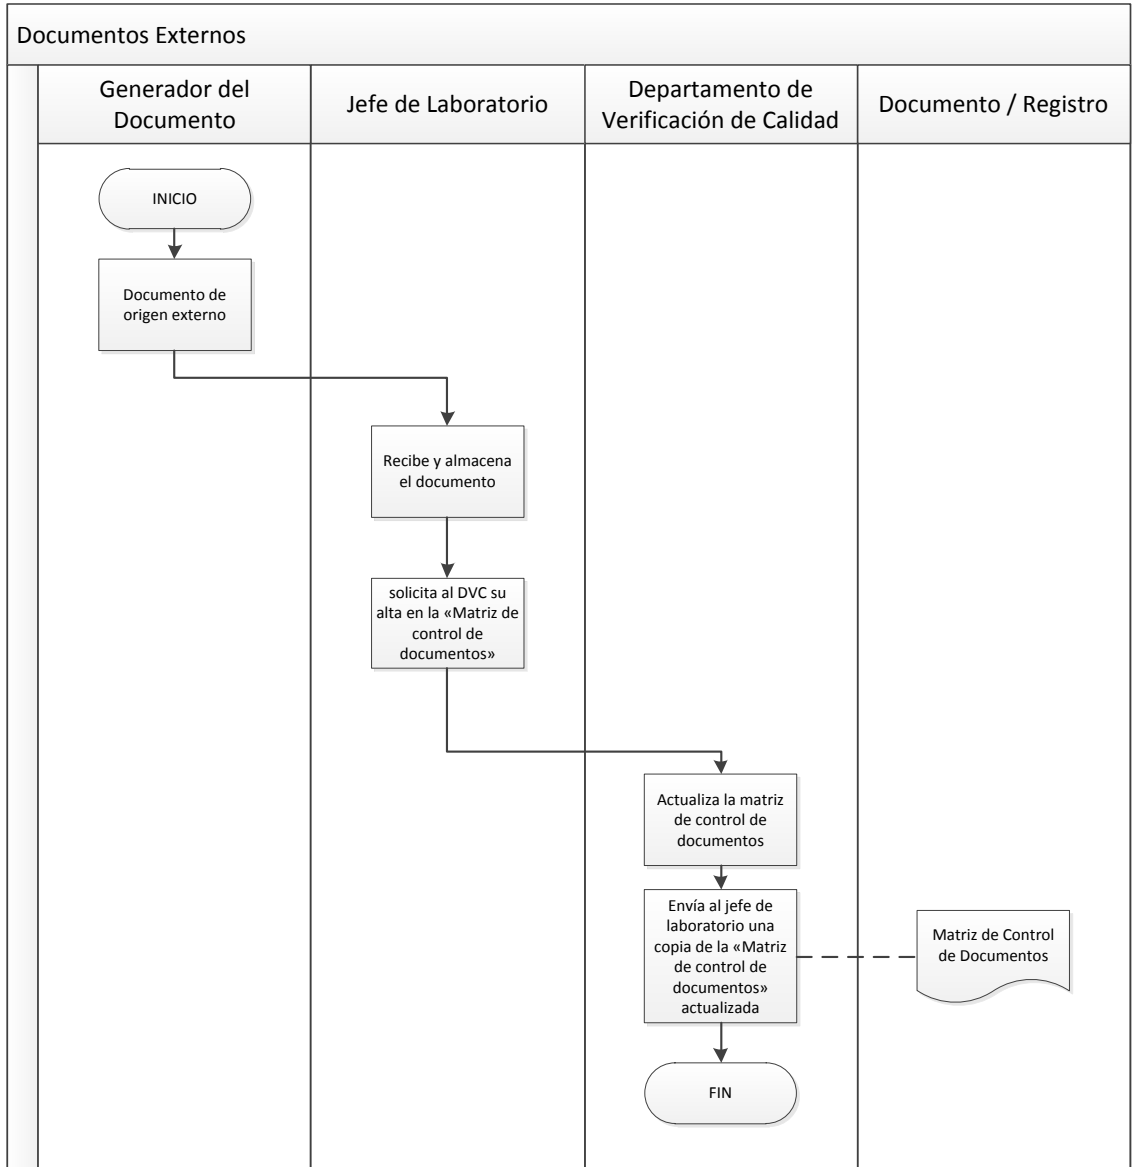 Documentos Externos
Generador del
Documento
Jefe de Laboratorio
Departamento de
Verificación de Calidad
Documento / Registro
INICIO
Documento de
origen externo
Recibe y almacena
el documento
solicita al DVC su
alta en la «Matriz de
control de
documentos»
Actualiza la matriz
de control de
documentos
Envía al jefe de
laboratorio una
copia de la «Matriz
de control de
documentos»
actualizada
Matriz de Control
de Documentos
FIN